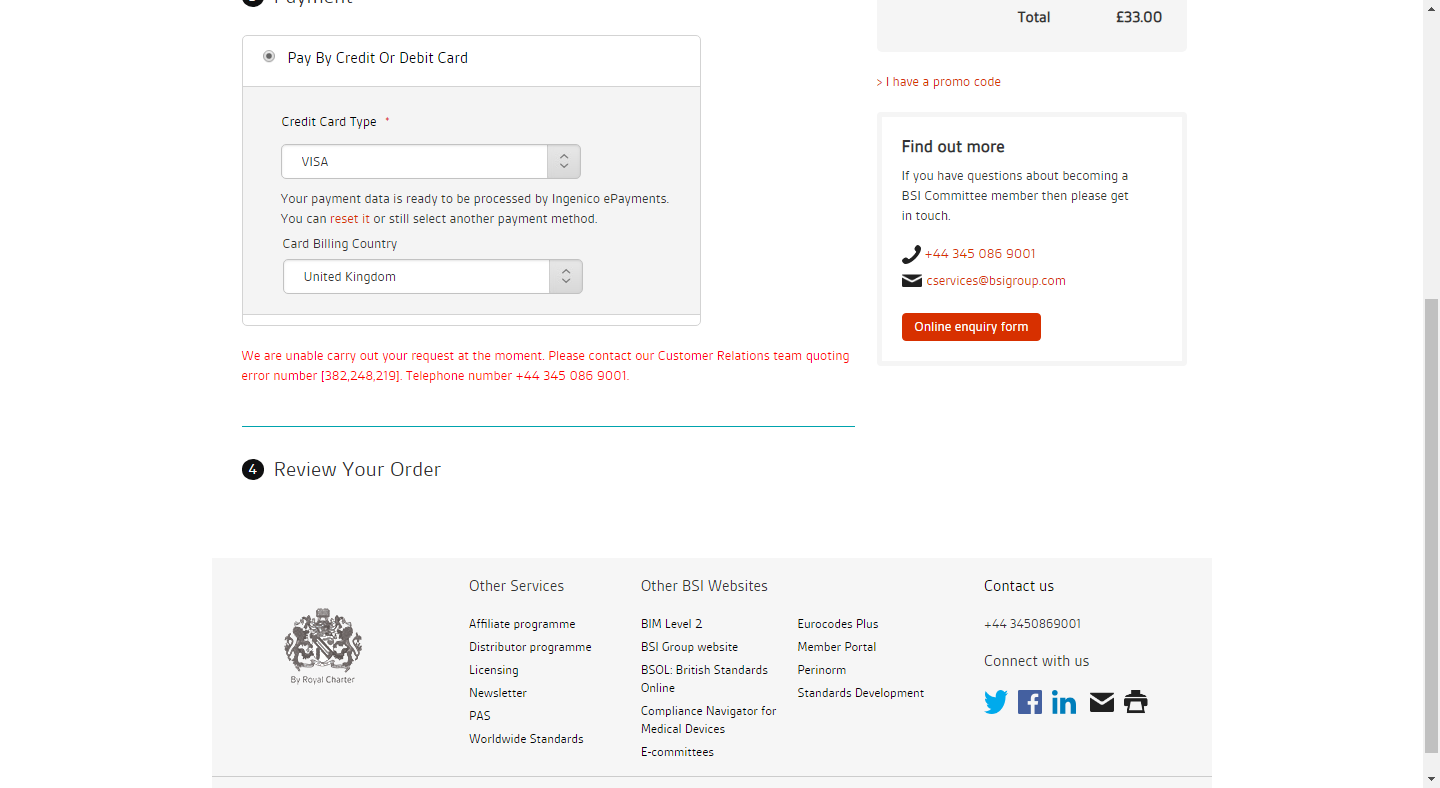 Payment
Pay By Credit Or Debit Card
Credit Card Type *
VISA
Your payment data is ready to be processed by Ingenico ePayments.
You can reset it or still select another payment method.
Card Billing Country
United Kingdom
We are unable carry out your request at the moment. Please contact our Customer Relations team quoting
error number [382,248,219]. Telephone number +44 345 086 9001.
4 Review Your Order
Total £33.00
> I have a promo code
Find out more
If you have questions about becoming a
BSI Committee member then please get
in touch.
+44 345 086 9001
cservices@bsigroup.com
Online enquiry form
By Royal Charter
Other Services
Affiliate programme
Distributor programme
Licensing
Newsletter
PAS
Worldwide Standards
Other BSI Websites
BIM Level 2
BSI Group website
BSOL: British Standards
Online
Compliance Navigator for
Medical Devices
E-committees
Eurocodes Plus
Member Portal
Perinorm
Standards Development
Contact us
+44 3450869001
Connect with us